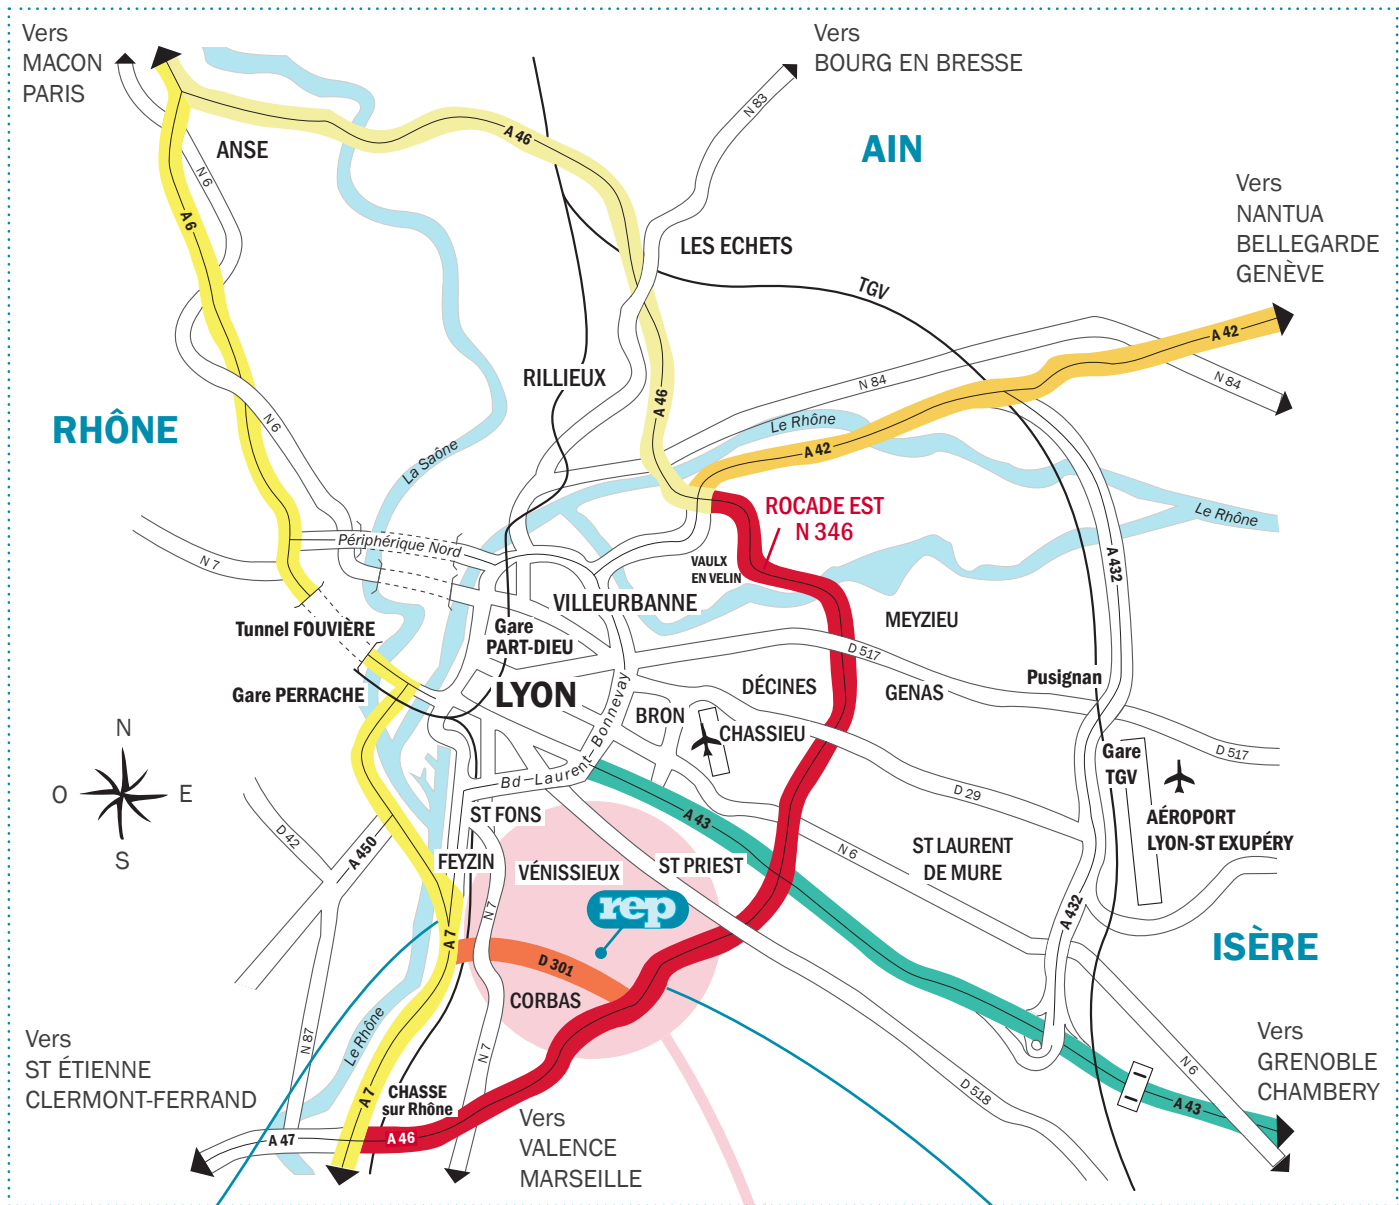 Vers
MACON
PARIS
Vers
BOURG EN BRESSE
N 83
AIN
A 46
ANSE
N 6
Vers
NANTUA
BELLEGARDE
GENÈVE
A 6
LES ECHETS
TGV
A 42
RILLIEUX
N 84
N 84
A 46
RHÔNE
N 6
Le Rhône
A 42
La Saône
ROCADE EST
N 346
Le Rhône
Périphérique Nord
N 7
VAULX
EN VELIN
A 432
VILLEURBANNE
MEYZIEU
Tunnel FOUVIÈRE
Gare
PART-DIEU
D 517
Pusignan
Gare PERRACHE
LYON
DÉCINES
GENAS
BRON
CHASSIEU
Bd-Laurent-Bonnevay
N
O
E
S
D 517
Gare
TGV
D 29
AÉROPORT
LYON-ST EXUPÉRY
ST FONS
A 43
D 42
A 450
FEYZIN
VÉNISSIEUX
ST PRIEST
N 6
ST LAURENT
DE MURE
rep
N 7
A 432
A 7
D 301
ISÈRE
CORBAS
Le Rhône
N 87
N 7
Vers
ST ÉTIENNE
CLERMONT-FERRAND
Vers
GRENOBLE
CHAMBERY
N 6
D 518
A 43
A 7
CHASSE
sur Rhône
A 47
A 46
Vers
VALENCE
MARSEILLE